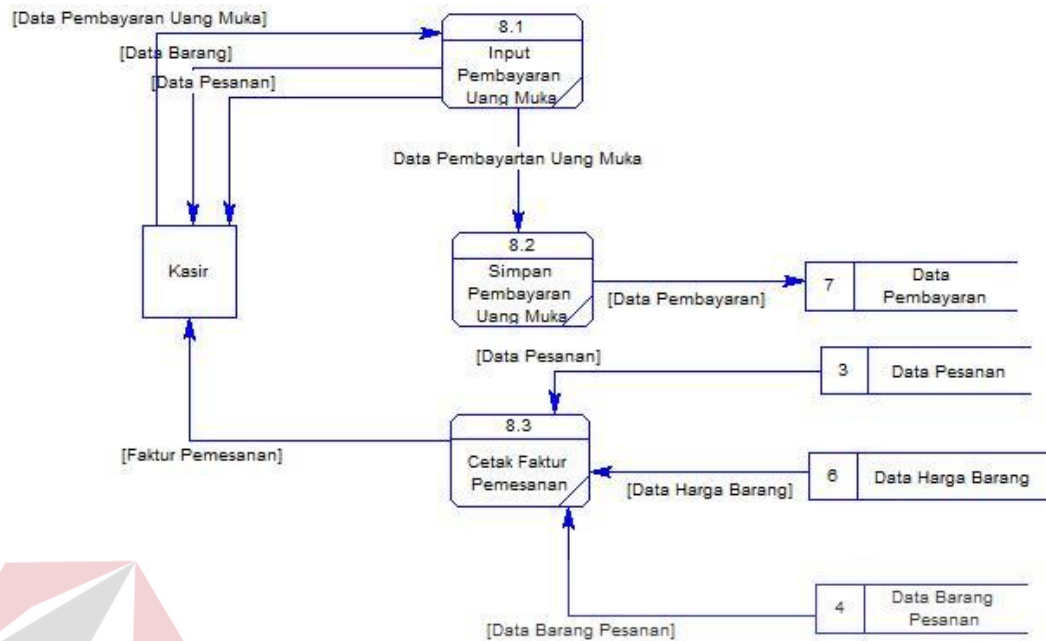 [Data Pembayaran Uang Muka]
8.1
Input
Pembayaran
Uang Muka
[Data Barang]
[Data Pesanan]
Data Pembayartan Uang Muka
Kasir
8.2
Simpan
Pembayaran
Uang Muka
[Data Pembayaran]
7
Data
Pembayaran
[Data Pesanan]
3
Data Pesanan
8.3
Cetak Faktur
Pemesanan
[Faktur Pemesanan]
[Data Harga Barang]
6
Data Harga Barang
4
Data Barang
Pesanan
[Data Barang Pesanan]